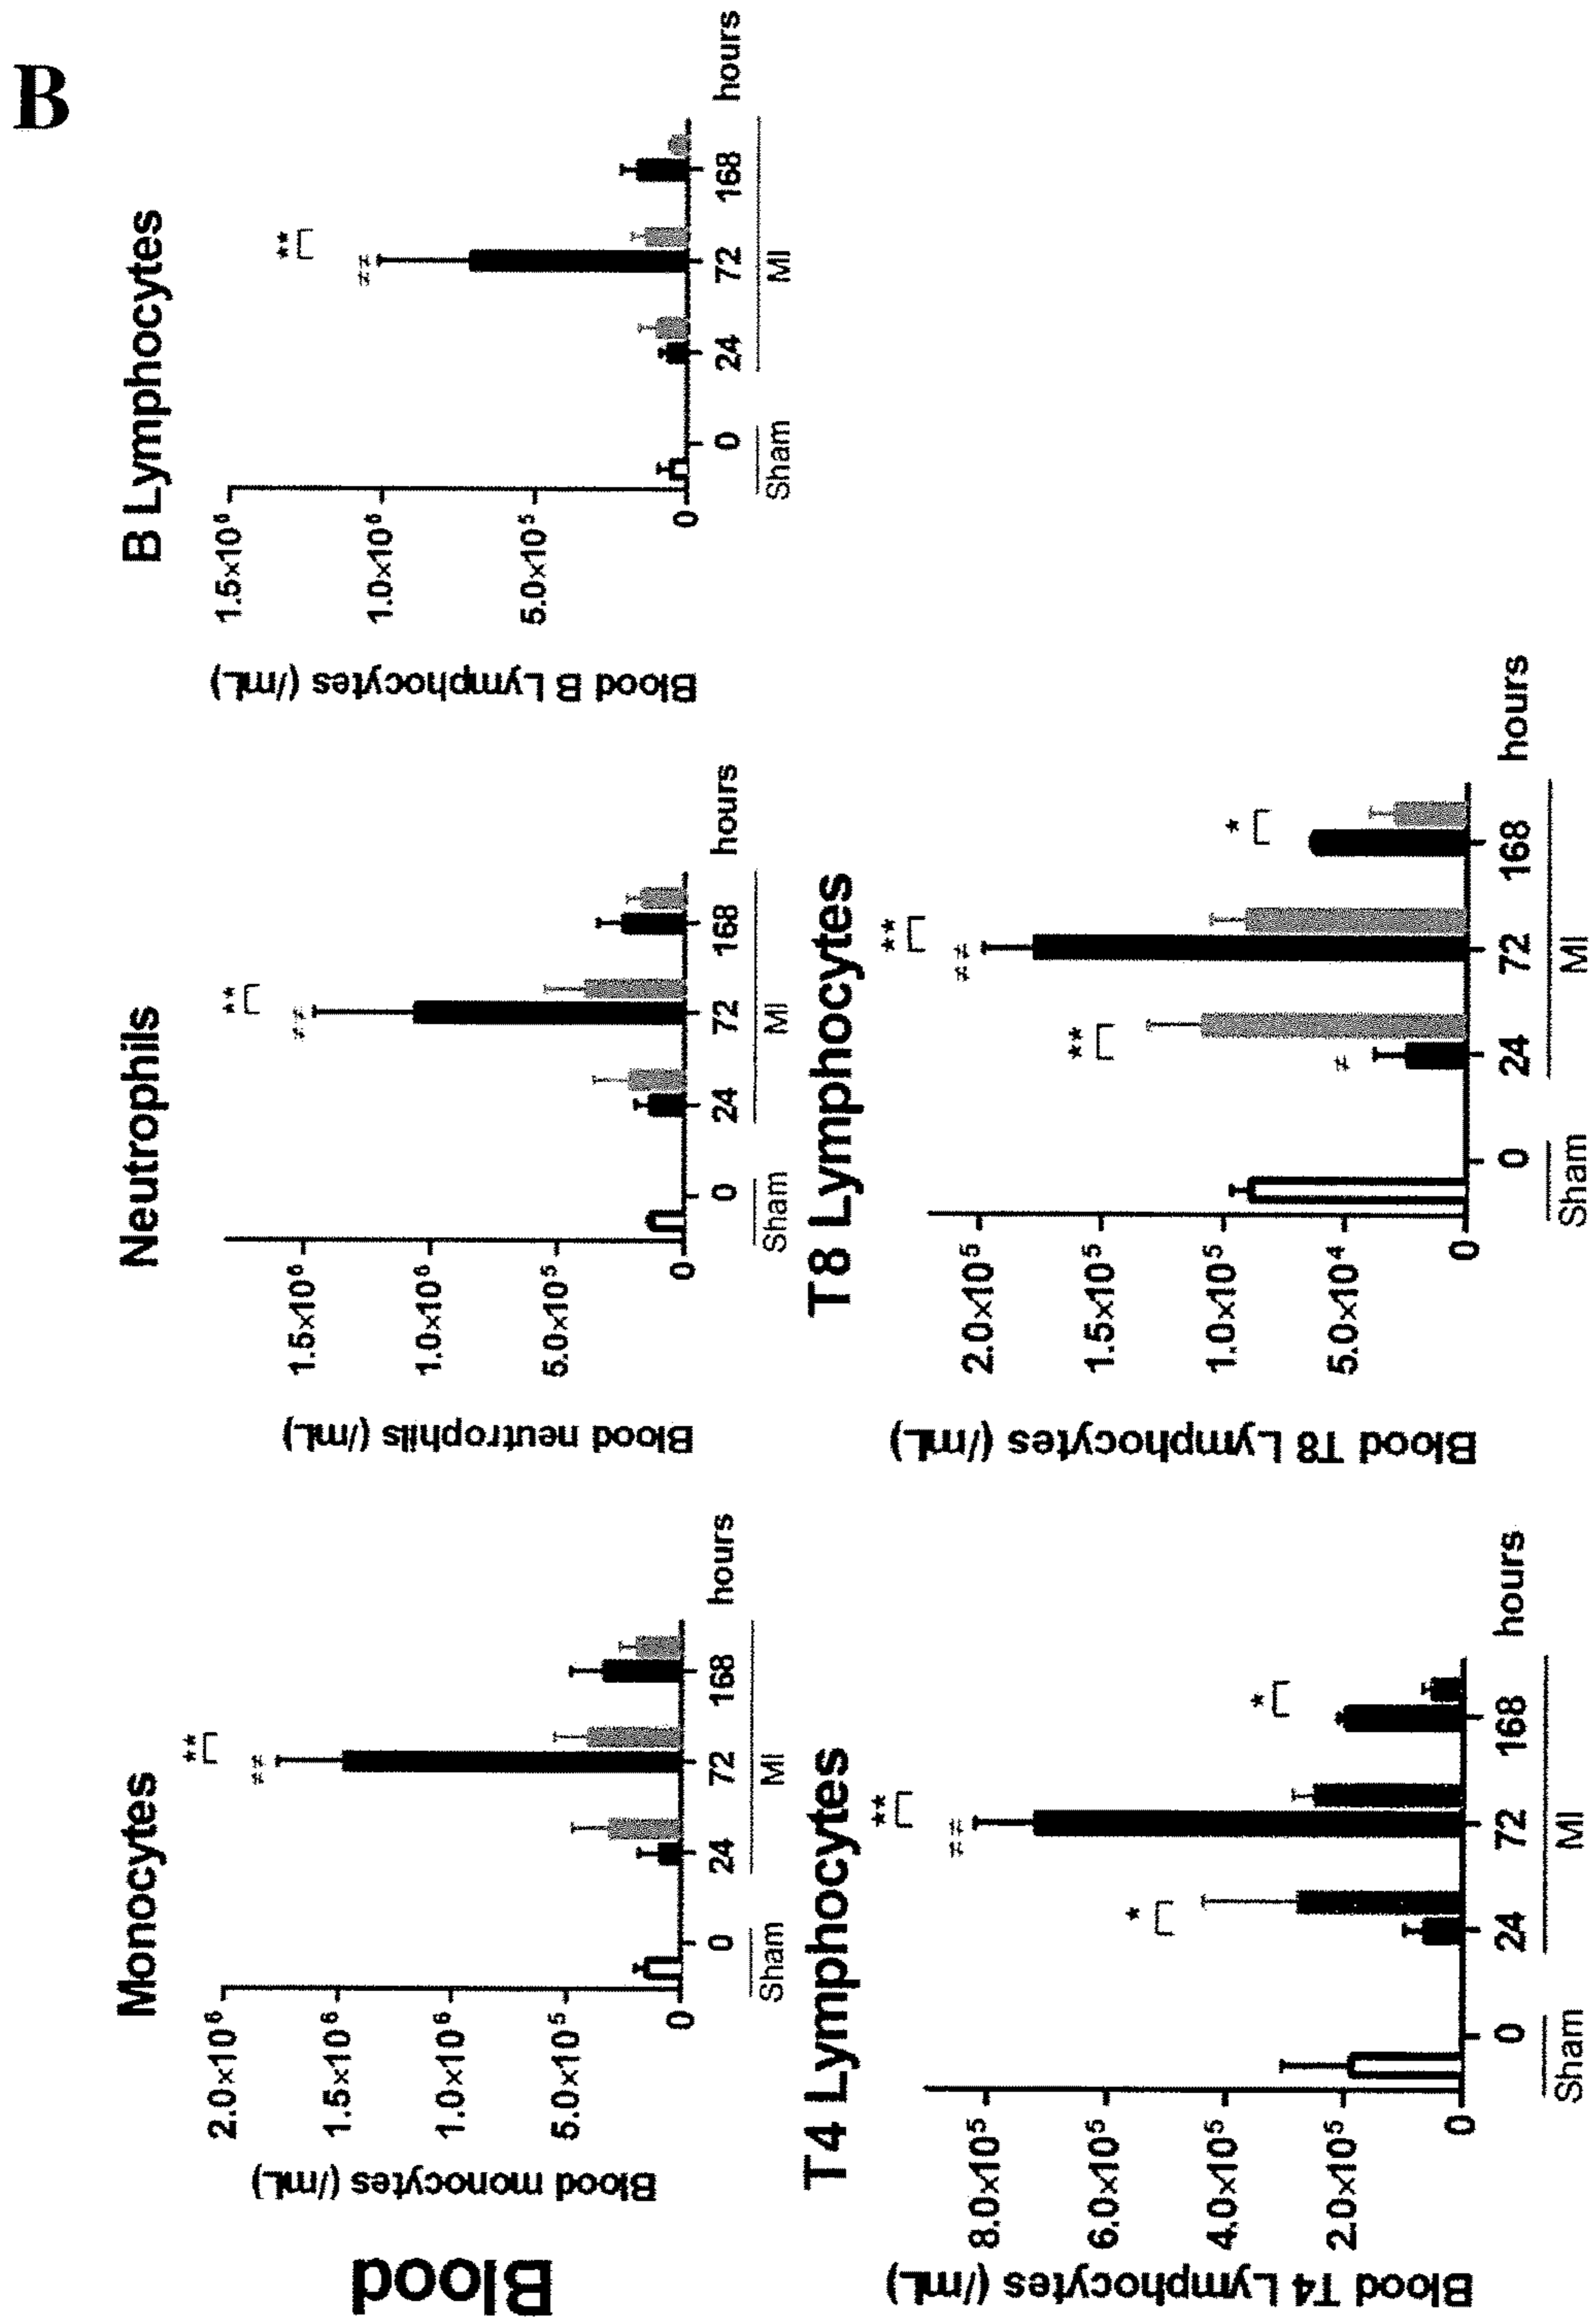 B
Blood
Monocytes
Blood monocytes (/mL)
2.0×10⁶
1.5×10⁶
1.0×10⁶
5.0×10⁵
0
**
##
0 24 72 168 hours
Sham MI
Neutrophils
Blood neutrophils (/mL)
1.5×10⁶
1.0×10⁶
5.0×10⁵
0
**
##
0 24 72 168 hours
Sham MI
B Lymphocytes
Blood B Lymphocytes (/mL)
1.5×10⁶
1.0×10⁶
5.0×10⁵
0
**
##
0 24 72 168 hours
Sham MI
T4 Lymphocytes
Blood T4 Lymphocytes (/mL)
8.0×10⁵
6.0×10⁵
4.0×10⁵
2.0×10⁵
0
* ** *
##
0 24 72 168 hours
Sham MI
T8 Lymphocytes
Blood T8 Lymphocytes (/mL)
2.0×10⁵
1.5×10⁵
1.0×10⁵
5.0×10⁴
0
** ** *
# ##
0 24 72 168 hours
Sham MI